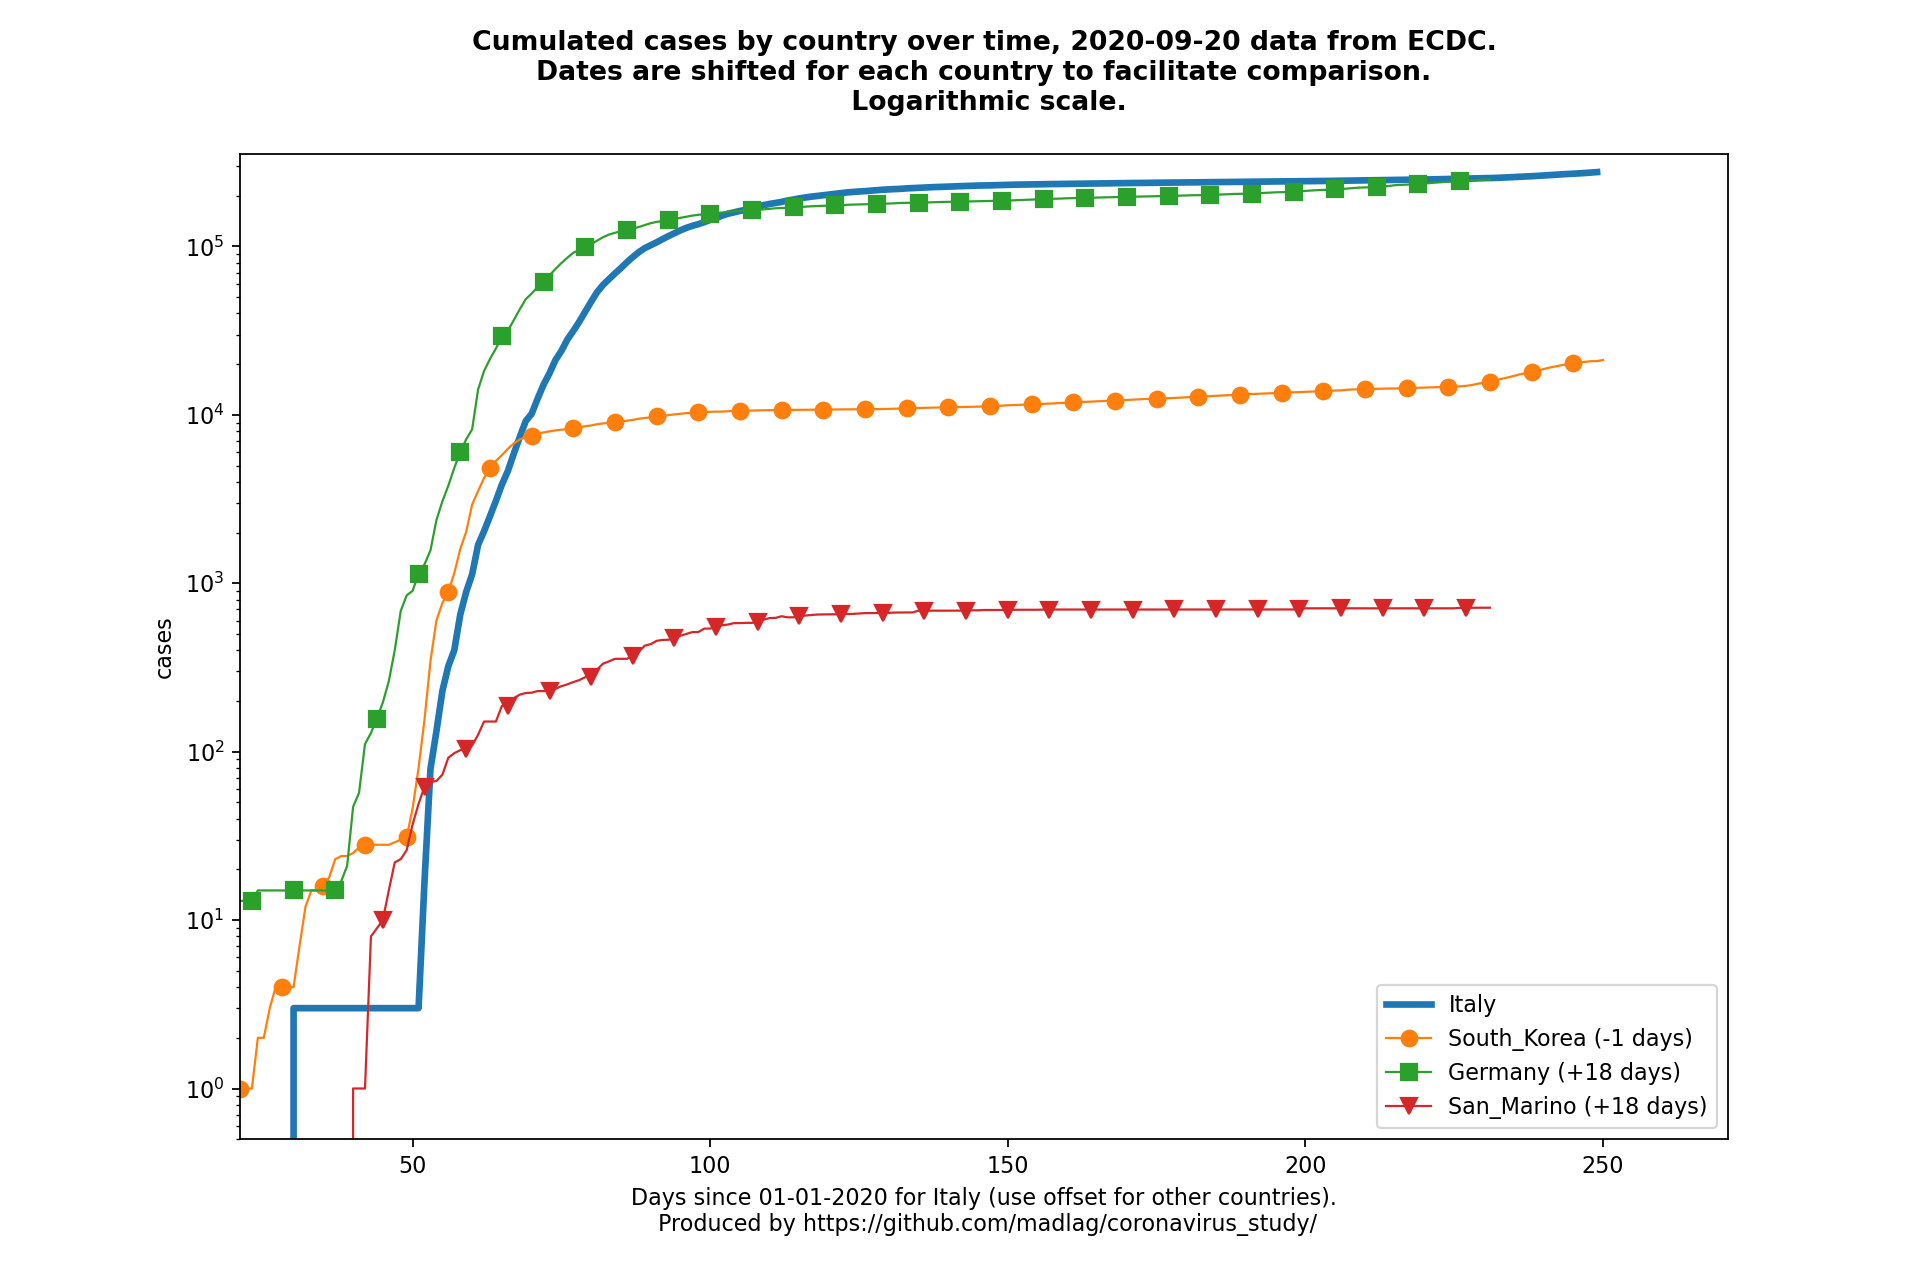 Cumulated cases by country over time, 2020-09-20 data from ECDC.
Dates are shifted for each country to facilitate comparison.
Logarithmic scale.
10^5
10^4
10^3
10^2
10^1
10^0
cases
Italy
South_Korea (-1 days)
Germany (+18 days)
San_Marino (+18 days)
50 100 150 200 250
Days since 01-01-2020 for Italy (use offset for other countries).
Produced by https://github.com/madlag/coronavirus_study/